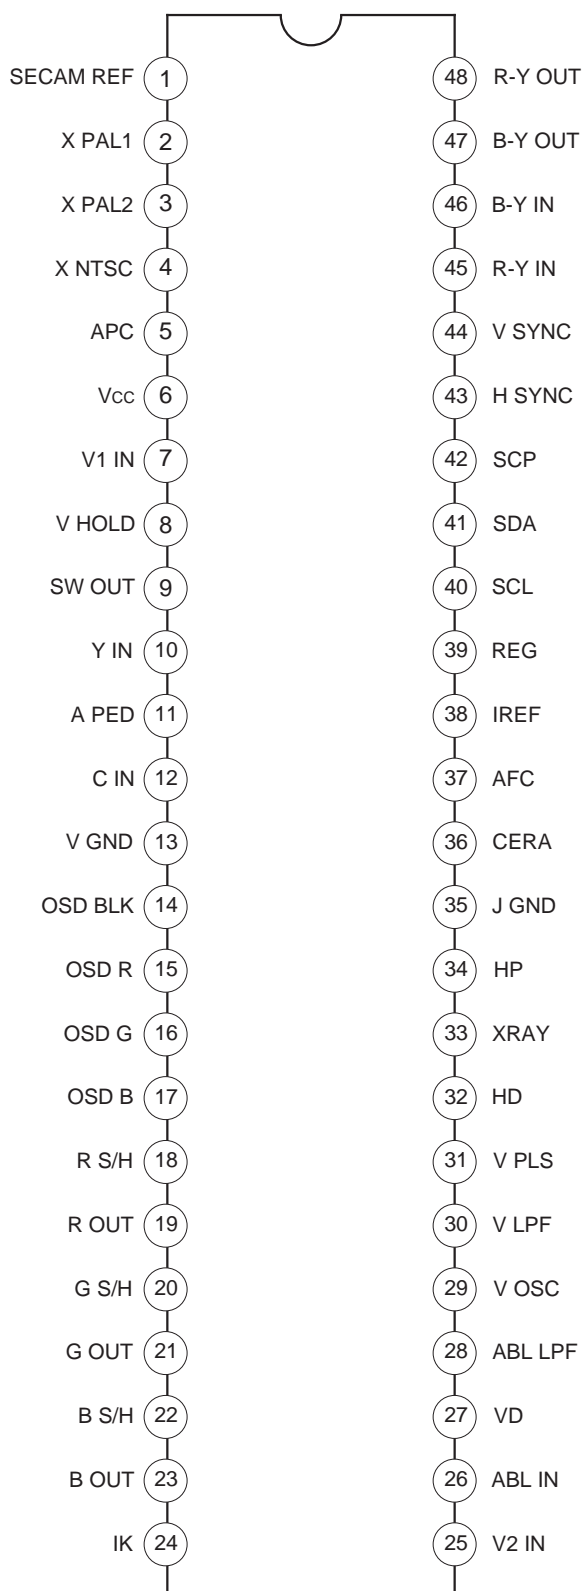 SECAM REF 1 48 R-Y OUT
X PAL1 2 47 B-Y OUT
X PAL2 3 46 B-Y IN
X NTSC 4 45 R-Y IN
APC 5 44 V SYNC
Vcc 6 43 H SYNC
V1 IN 7 42 SCP
V HOLD 8 41 SDA
SW OUT 9 40 SCL
Y IN 10 39 REG
A PED 11 38 IREF
C IN 12 37 AFC
V GND 13 36 CERA
OSD BLK 14 35 J GND
OSD R 15 34 HP
OSD G 16 33 XRAY
OSD B 17 32 HD
R S/H 18 31 V PLS
R OUT 19 30 V LPF
G S/H 20 29 V OSC
G OUT 21 28 ABL LPF
B S/H 22 27 VD
B OUT 23 26 ABL IN
IK 24 25 V2 IN